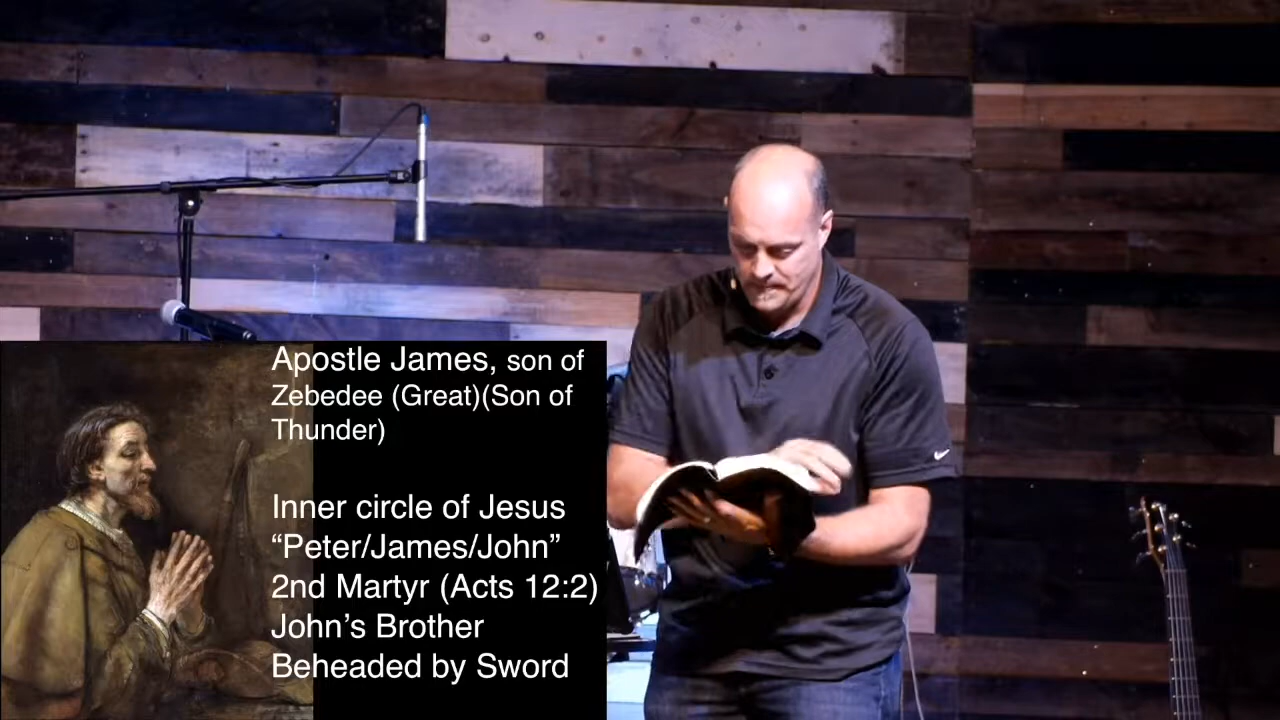 Apostle James, son of
Zebedee (Great)(Son of
Thunder)
Inner circle of Jesus
“Peter/James/John”
2nd Martyr (Acts 12:2)
John’s Brother
Beheaded by Sword